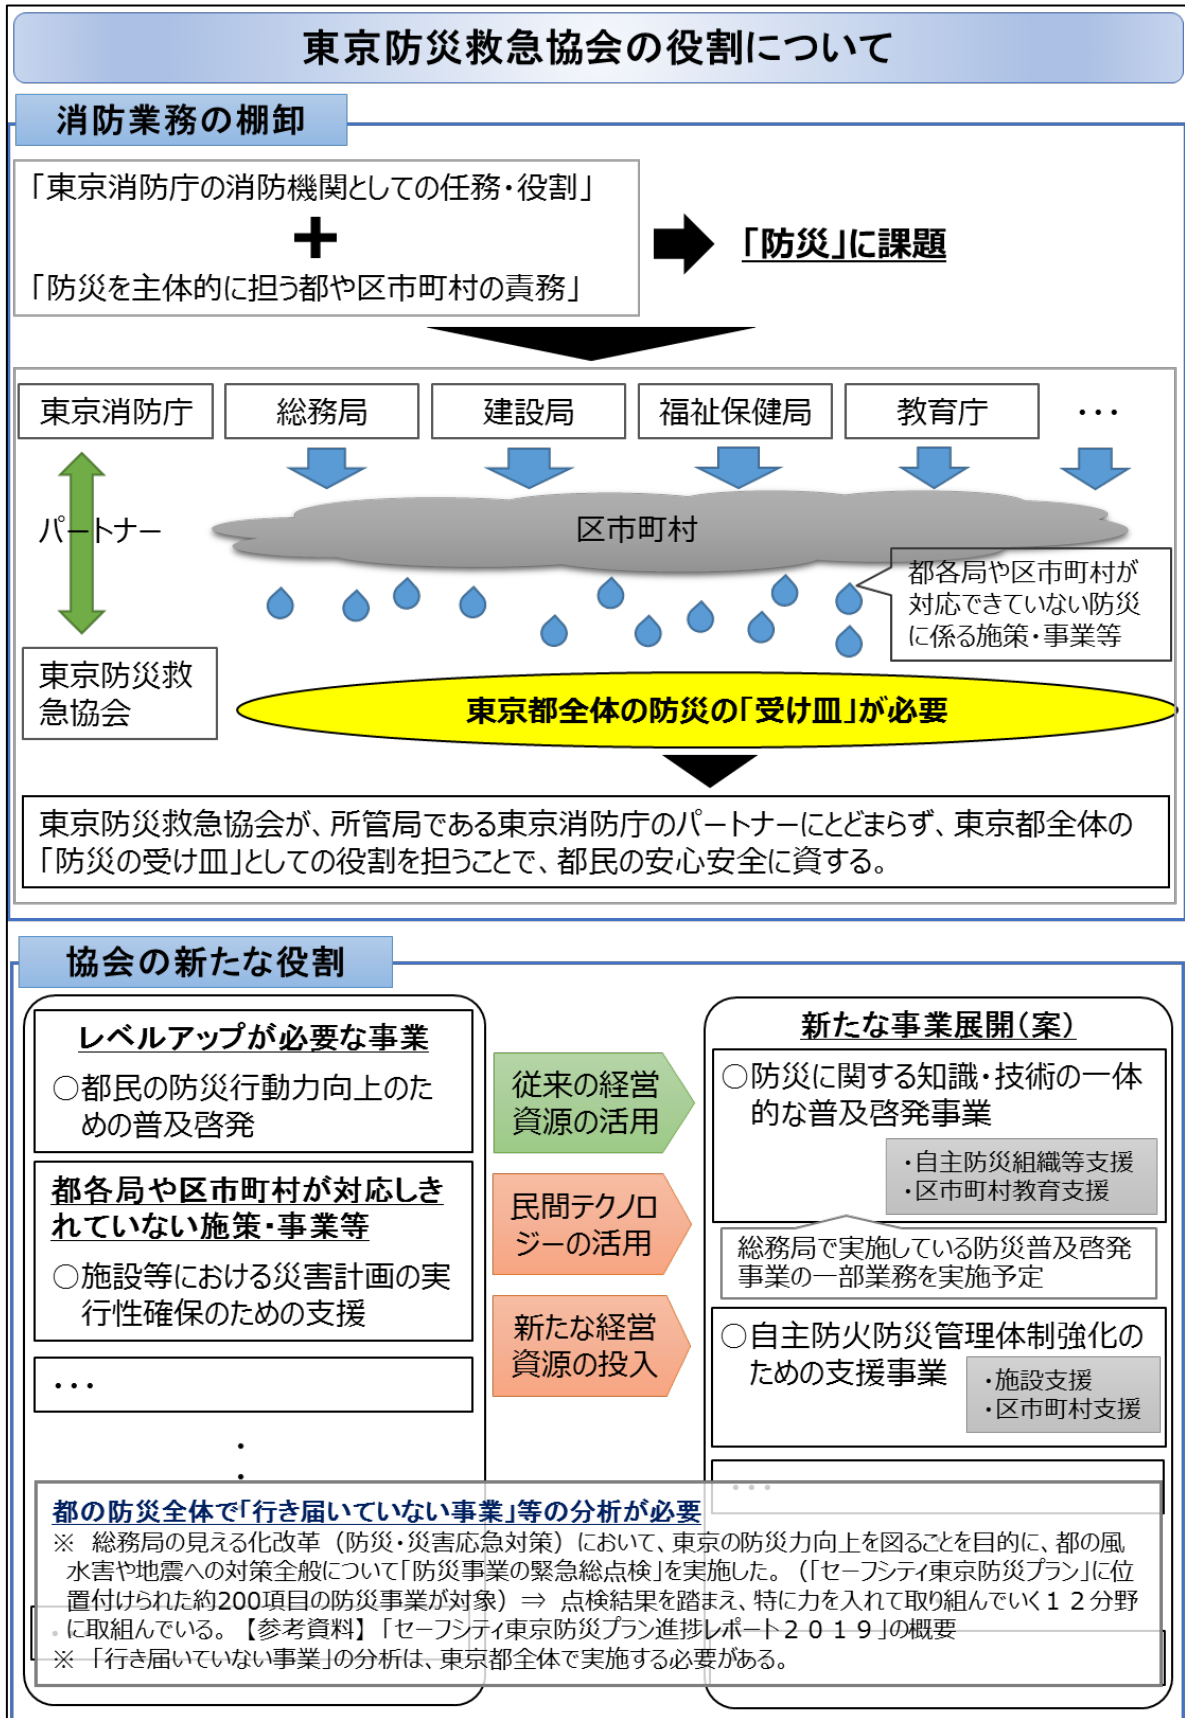 東京防災救急協会の役割について
消防業務の棚卸
「東京消防庁の消防機関としての任務・役割」
＋
「防災を主体的に担う都や区市町村の責務」
「防災」に課題
東京消防庁
総務局
建設局
福祉保健局
教育庁
・・・
パートナー
区市町村
都各局や区市町村が
対応できていない防災
に係る施策・事業等
東京防災救
急協会
東京都全体の防災の「受け皿」が必要
東京防災救急協会が、所管局である東京消防庁のパートナーにとどまらず、東京都全体の
「防災の受け皿」としての役割を担うことで、都民の安心安全に資する。
協会の新たな役割
レベルアップが必要な事業
○都民の防災行動力向上のた
めの普及啓発
都各局や区市町村が対応しき
れていない施策・事業等
○施設等における災害計画の実
行性確保のための支援
・・・
・
・
従来の経営
資源の活用
民間テクノロ
ジーの活用
新たな経営
資源の投入
新たな事業展開（案）
○防災に関する知識・技術の一体
的な普及啓発事業
・自主防災組織等支援
・区市町村教育支援
総務局で実施している防災普及啓発
事業の一部業務を実施予定
○自主防火防災管理体制強化の
ための支援事業
・施設支援
・区市町村支援
・・・
都の防災全体で「行き届いていない事業」等の分析が必要
※ 総務局の見える化改革（防災・災害応急対策）において、東京の防災力向上を図ることを目的に、都の風
水害や地震への対策全般について「防災事業の緊急総点検」を実施した。（「セーフシティ東京防災プラン」に位
置付けられた約200項目の防災事業が対象）⇒ 点検結果を踏まえ、特に力を入れて取り組んでいく１２分野
に取組んでいる。【参考資料】「セーフシティ東京防災プラン進捗レポート２０１９」の概要
※ 「行き届いていない事業」の分析は、東京都全体で実施する必要がある。